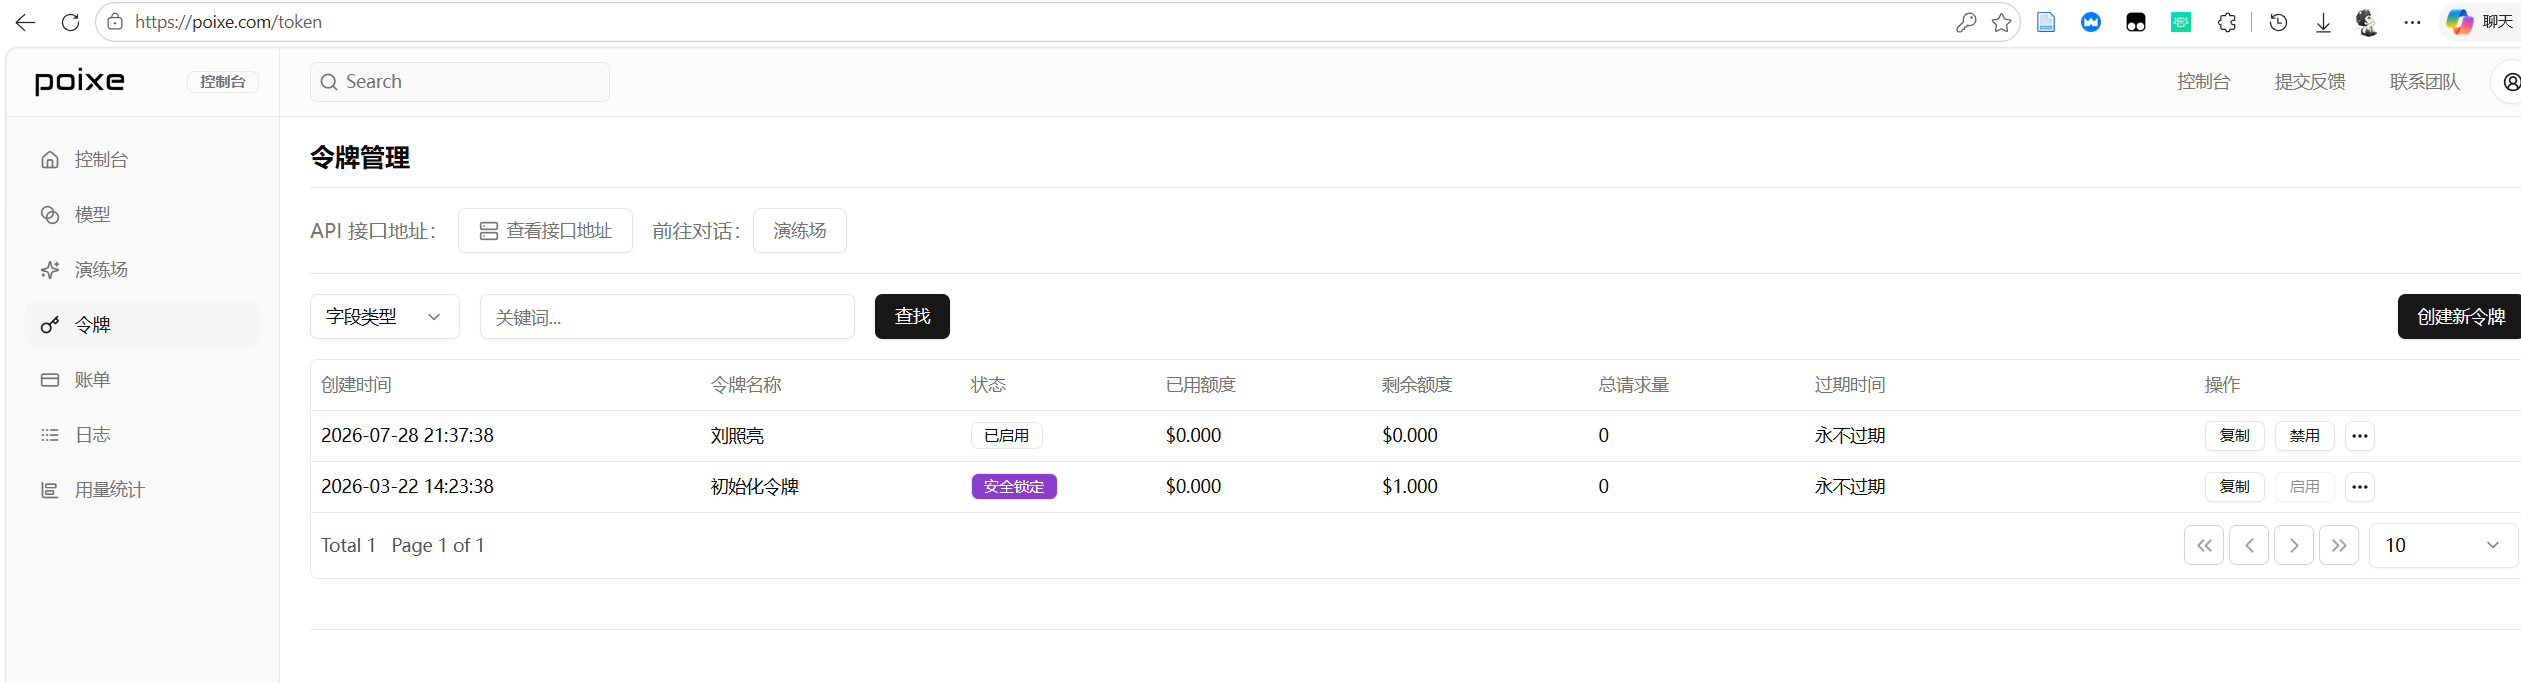 https://poixe.com/token
聊天
poixe 控制台
Search
控制台 提交反馈 联系团队
控制台
模型
演练场
令牌
账单
日志
用量统计
令牌管理
API 接口地址： 查看接口地址 前往对话： 演练场
字段类型 关键词... 查找 创建新令牌
创建时间 令牌名称 状态 已用额度 剩余额度 总请求量 过期时间 操作
2026-07-28 21:37:38 刘照亮 已启用 $0.000 $0.000 0 永不过期 复制 禁用
2026-03-22 14:23:38 初始化令牌 安全锁定 $0.000 $1.000 0 永不过期 复制 启用
Total 1 Page 1 of 1 10